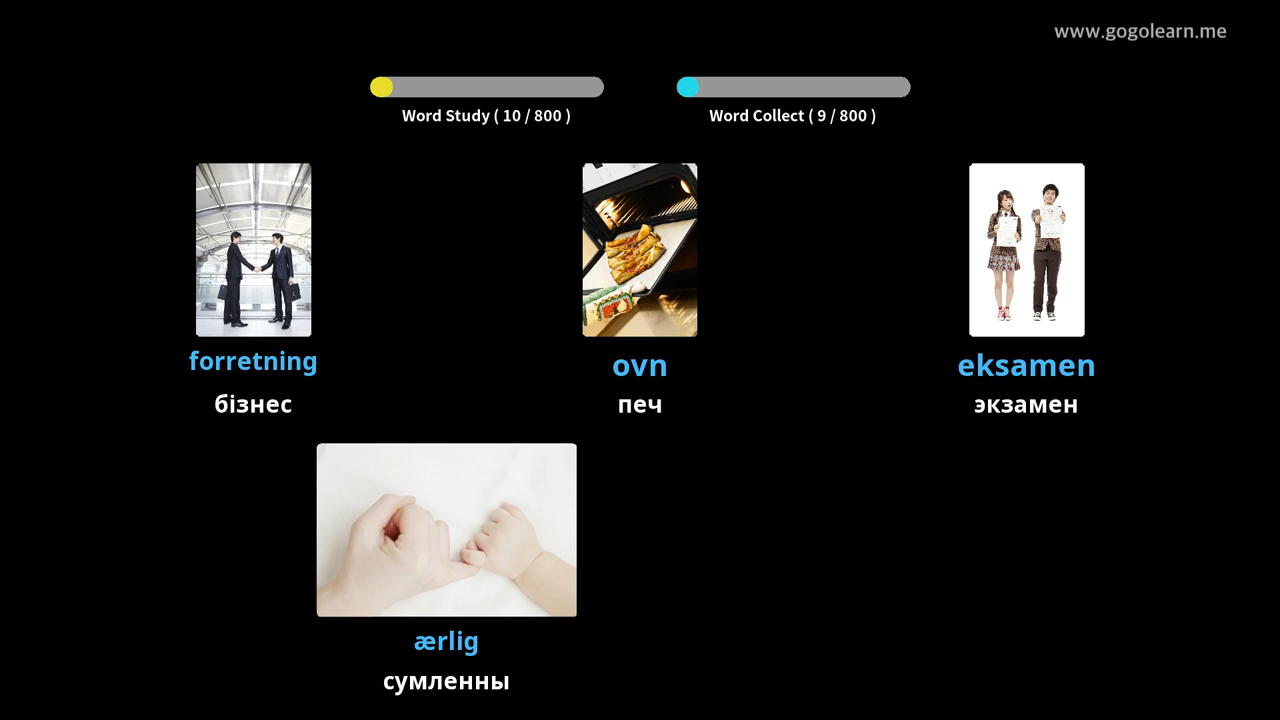 www.gogolearn.me
Word Study ( 10 / 800 )
Word Collect ( 9 / 800 )
forretning
бізнес
ovn
печ
eksamen
экзамен
ærlig
сумленны